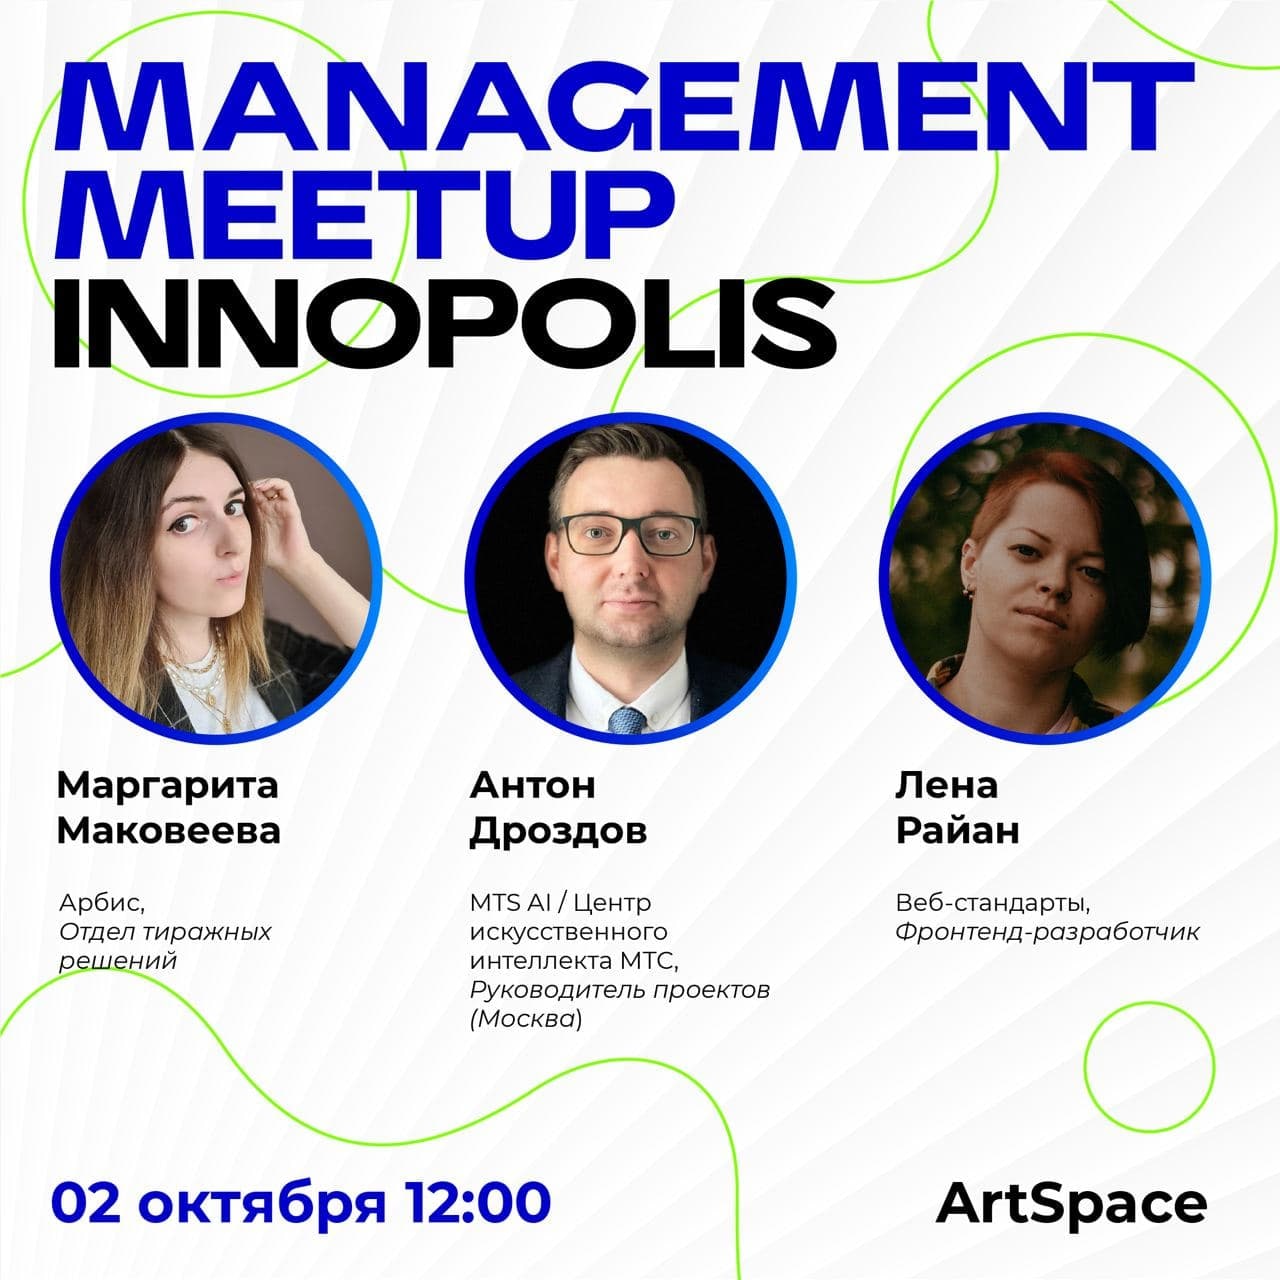 MANAGEMENT
MEETUP
INNOPOLIS
Маргарита
Маковеева
Арбис,
Отдел тиражных
решений
Антон
Дроздов
MTS AI / Центр
искусственного
интеллекта МТС,
Руководитель проектов
(Москва)
Лена
Райан
Веб-стандарты,
Фронтенд-разработчик
02 октября 12:00
ArtSpace